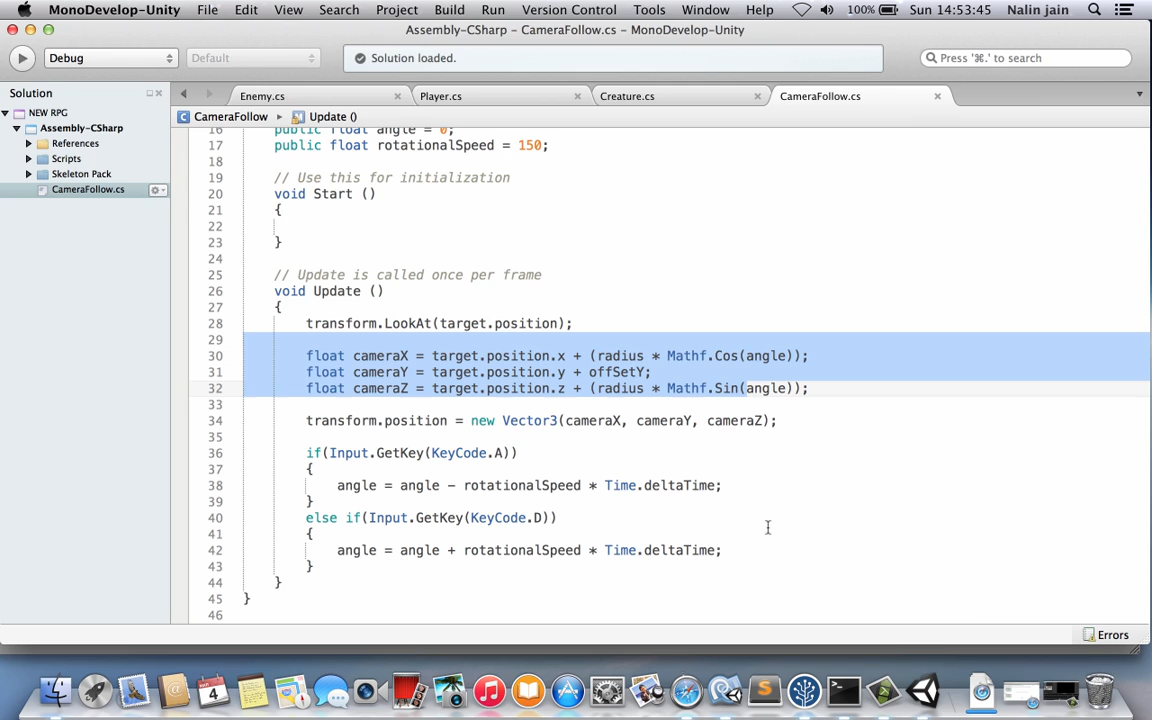 MonoDevelop-Unity File Edit View Search Project Build Run Version Control Tools Window Help 100% Sun 14:53:45 Nalin jain
Assembly-CSharp – CameraFollow.cs – MonoDevelop-Unity
Debug Default Solution loaded. Press '⌘.' to search
Solution Enemy.cs Player.cs Creature.cs CameraFollow.cs
NEW RPG CameraFollow Update ()
Assembly-CSharp
References
Scripts
Skeleton Pack
CameraFollow.cs
16 public float angle = 0;
17 public float rotationalSpeed = 150;
18
19 // Use this for initialization
20 void Start ()
21 {
22
23 }
24
25 // Update is called once per frame
26 void Update ()
27 {
28 transform.LookAt(target.position);
29
30 float cameraX = target.position.x + (radius * Mathf.Cos(angle));
31 float cameraY = target.position.y + offSetY;
32 float cameraZ = target.position.z + (radius * Mathf.Sin(angle));
33
34 transform.position = new Vector3(cameraX, cameraY, cameraZ);
35
36 if(Input.GetKey(KeyCode.A))
37 {
38 angle = angle - rotationalSpeed * Time.deltaTime;
39 }
40 else if(Input.GetKey(KeyCode.D))
41 {
42 angle = angle + rotationalSpeed * Time.deltaTime;
43 }
44 }
45 }
46
Errors
4